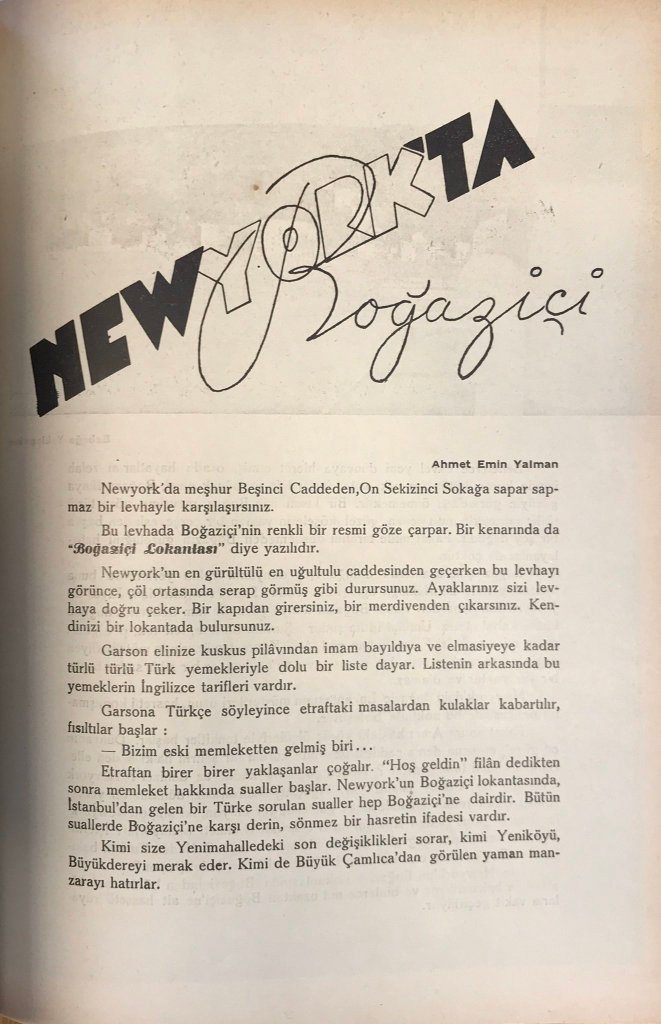 NEWYORK'TA
Boğaziçi
Ahmet Emin Yalman
Newyork'da meşhur Beşinci Caddeden,On Sekizinci Sokağa sapar sap-
maz bir levhayle karşılaşırsınız.
Bu levhada Boğaziçi'nin renkli bir resmi göze çarpar. Bir kenarında da
"Boğaziçi Lokantası" diye yazılıdır.
Newyork'un en gürültülü en uğultulu caddesinden geçerken bu levhayı
görünce, çöl ortasında serap görmüş gibi durursunuz. Ayaklarınız sizi lev-
haya doğru çeker. Bir kapıdan girersiniz, bir merdivenden çıkarsınız. Ken-
dinizi bir lokantada bulursunuz.
Garson elinize kuskus pilâvından imam bayıldıya ve elmasiyeye kadar
türlü türlü Türk yemekleriyle dolu bir liste dayar. Listenin arkasında bu
yemeklerin İngilizce tarifleri vardır.
Garsona Türkçe söyleyince etraftaki masalardan kulaklar kabartılır,
fısıltılar başlar :
— Bizim eski memleketten gelmiş biri...
Etraftan birer birer yaklaşanlar çoğalır. "Hoş geldin" filân dedikten
sonra memleket hakkında sualler başlar. Newyork'un Boğaziçi lokantasında,
İstanbul'dan gelen bir Türke sorulan sualler hep Boğaziçi'ne dairdir. Bütün
suallerde Boğaziçi'ne karşı derin, sönmez bir hasretin ifadesi vardır.
Kimi size Yenimahalledeki son değişiklikleri sorar, kimi Yeniköyü,
Büyükdereyi merak eder. Kimi de Büyük Çamlıca'dan görülen yaman man-
zarayı hatırlar.